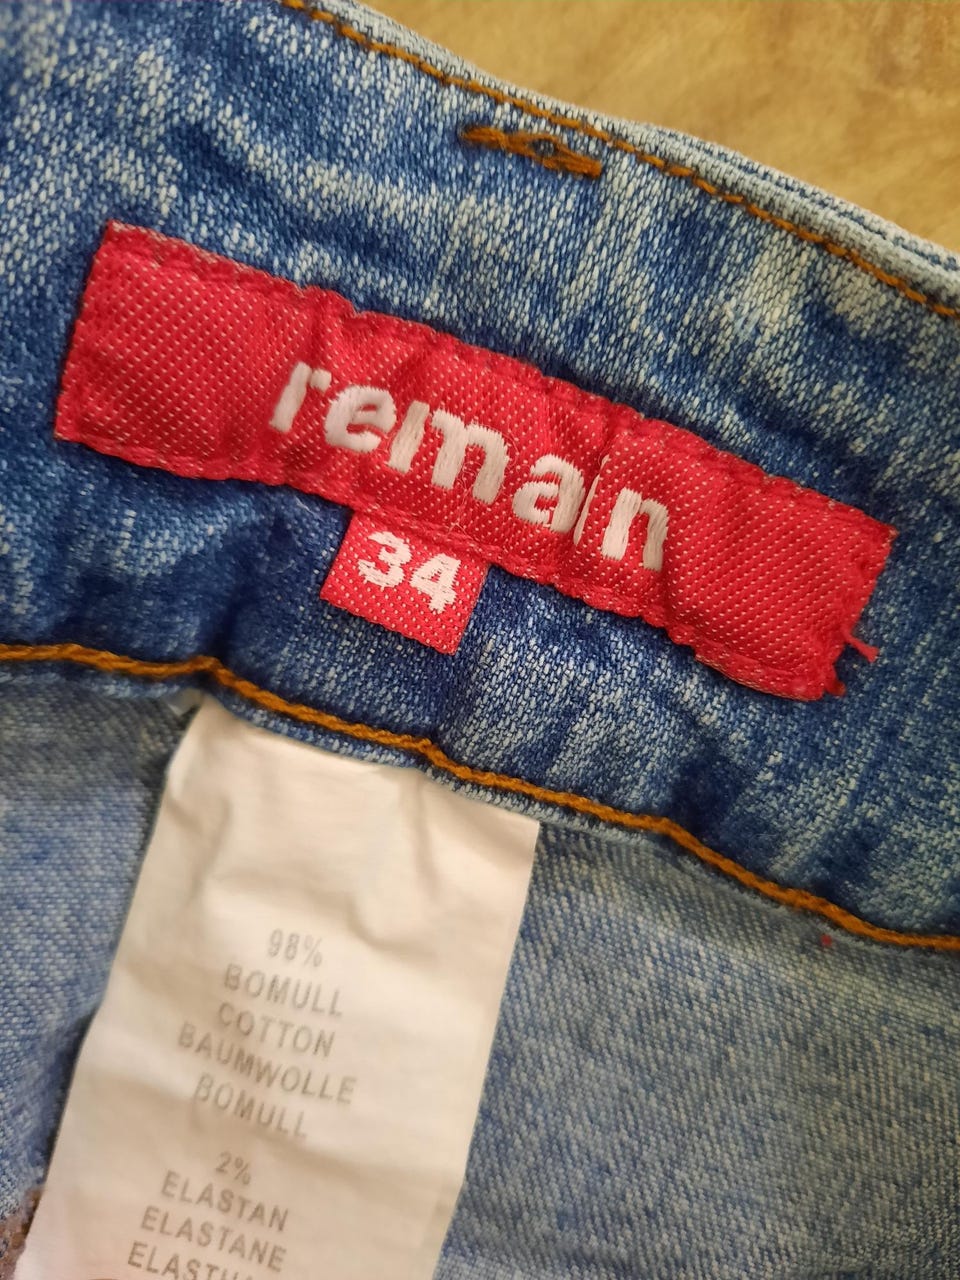 remain
34
98%
BOMULL
COTTON
BAUMWOLLE
BOMULL
2%
ELASTAN
ELASTANE